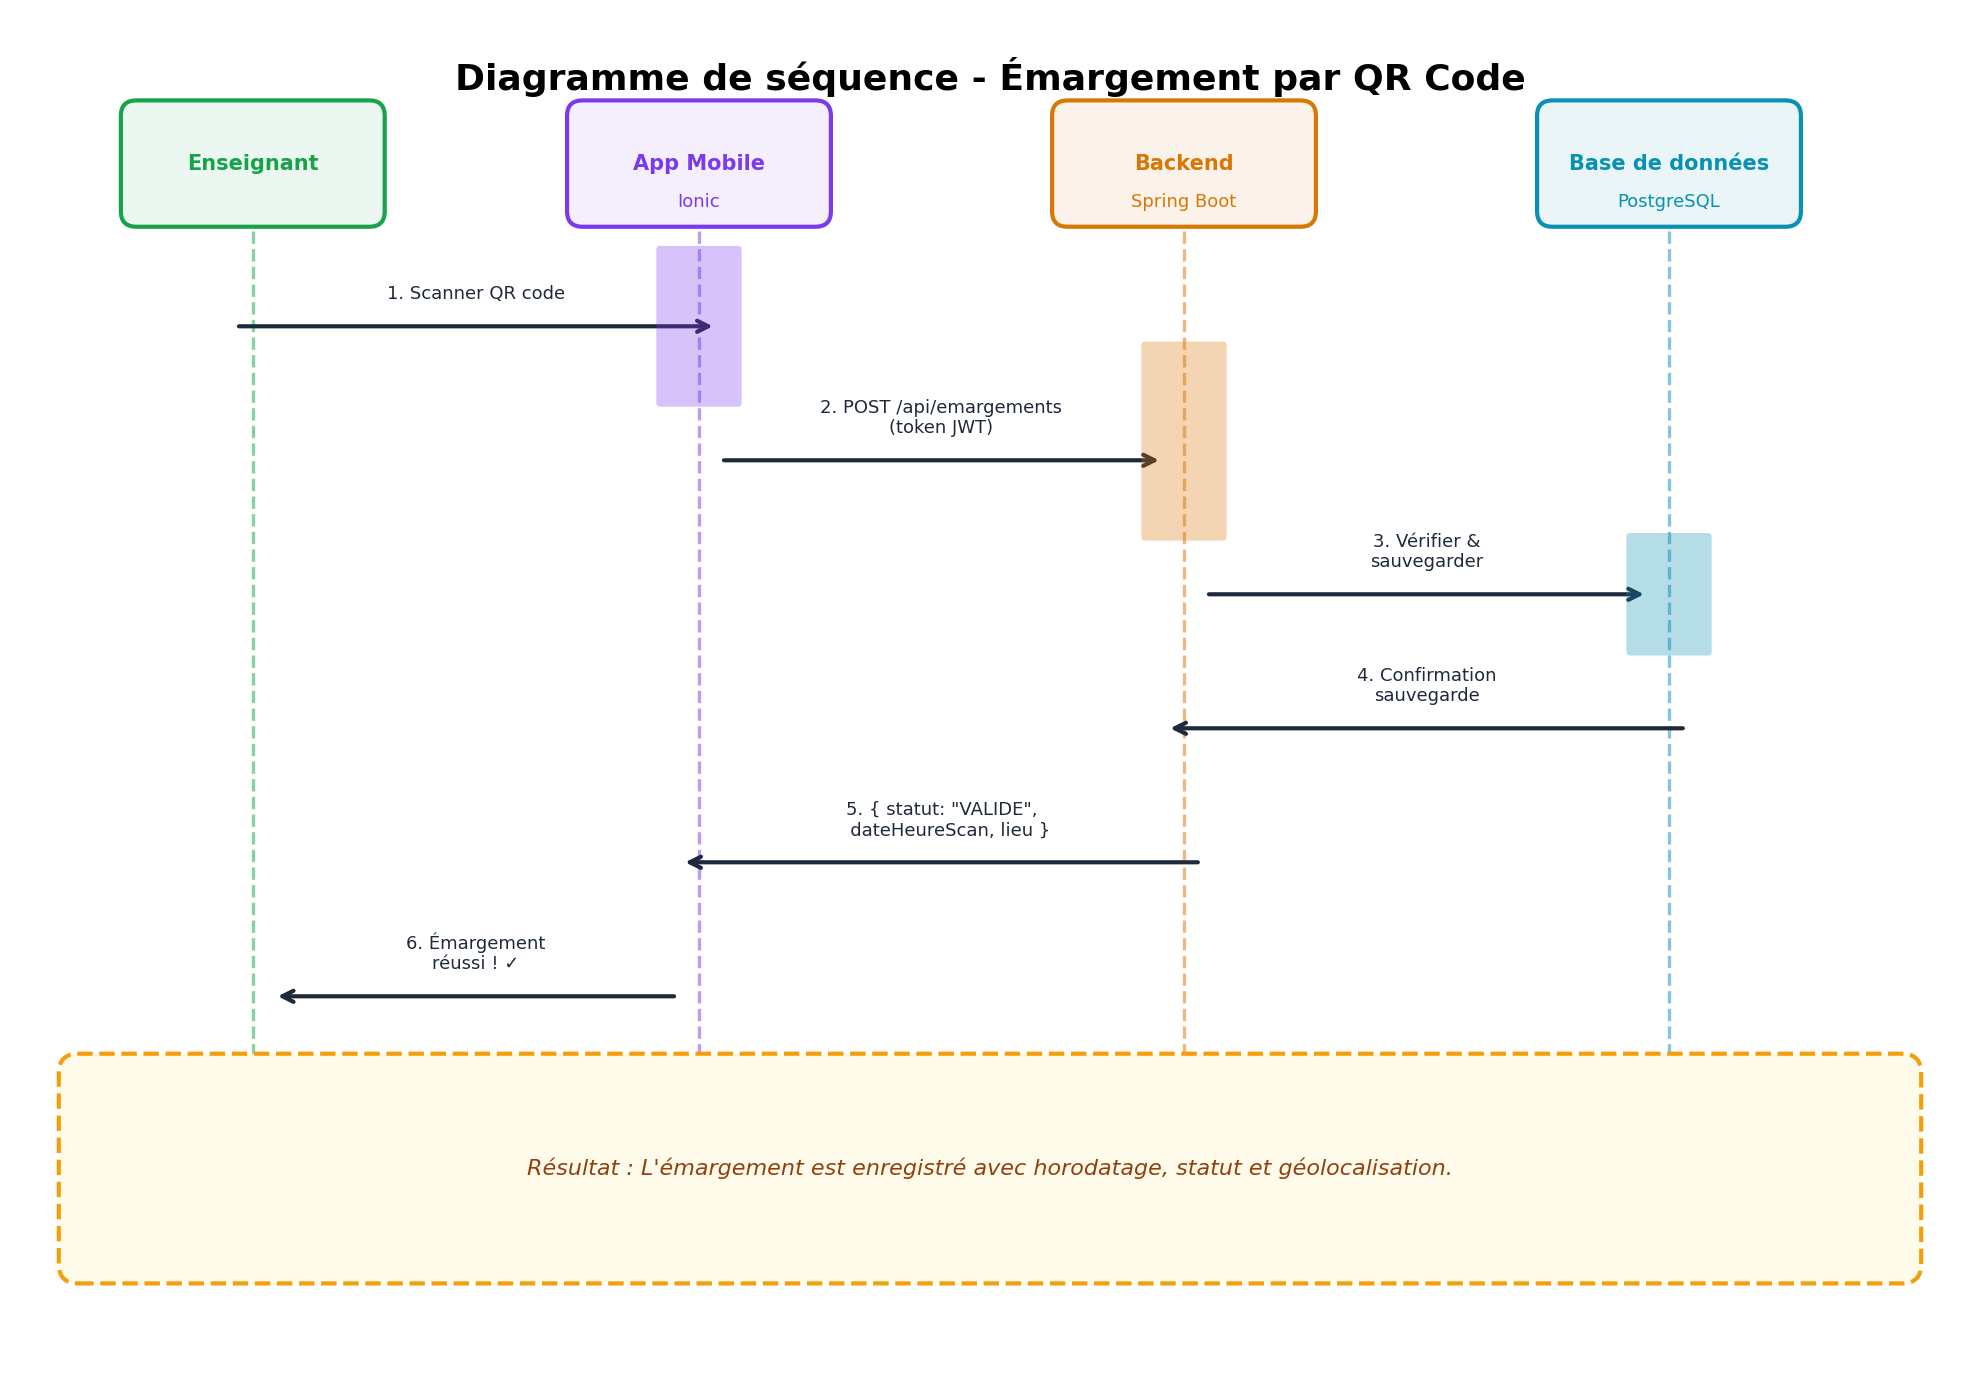 Diagramme de séquence - Émargement par QR Code
Enseignant
App Mobile
Ionic
Backend
Spring Boot
Base de données
PostgreSQL
1. Scanner QR code
2. POST /api/emargements
(token JWT)
3. Vérifier &
sauvegarder
4. Confirmation
sauvegarde
5. { statut: "VALIDE",
dateHeureScan, lieu }
6. Émargement
réussi ! ✓
Résultat : L'émargement est enregistré avec horodatage, statut et géolocalisation.